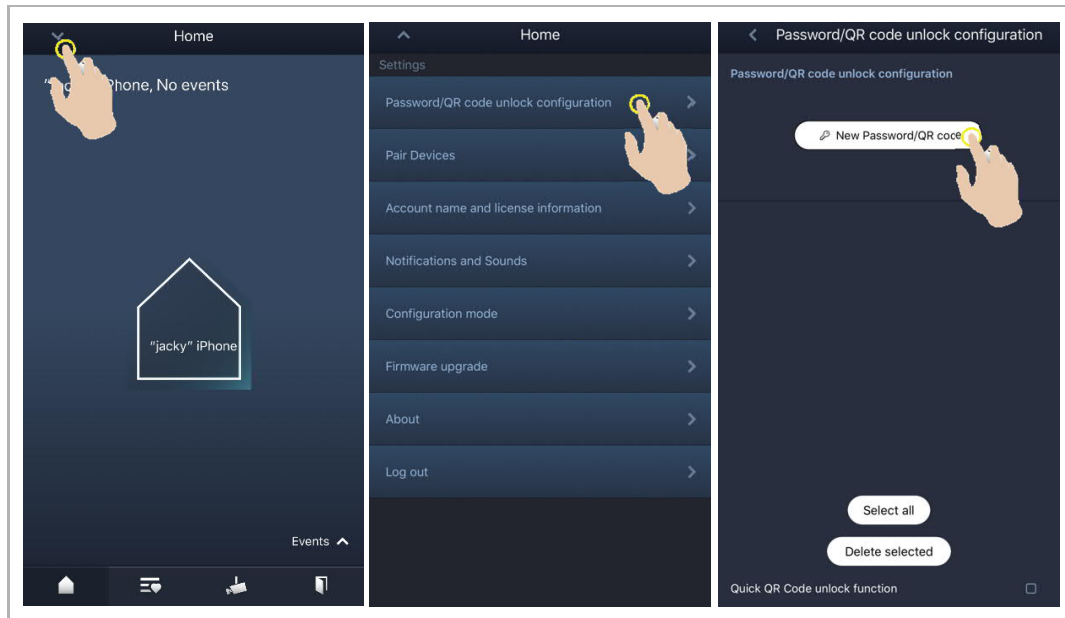 Home
Phone, No events
"jacky" iPhone
Events
Home
Settings
Password/QR code unlock configuration
Pair Devices
Account name and license information
Notifications and Sounds
Configuration mode
Firmware upgrade
About
Log out
Password/QR code unlock configuration
Password/QR code unlock configuration
New Password/QR code
Select all
Delete selected
Quick QR Code unlock function